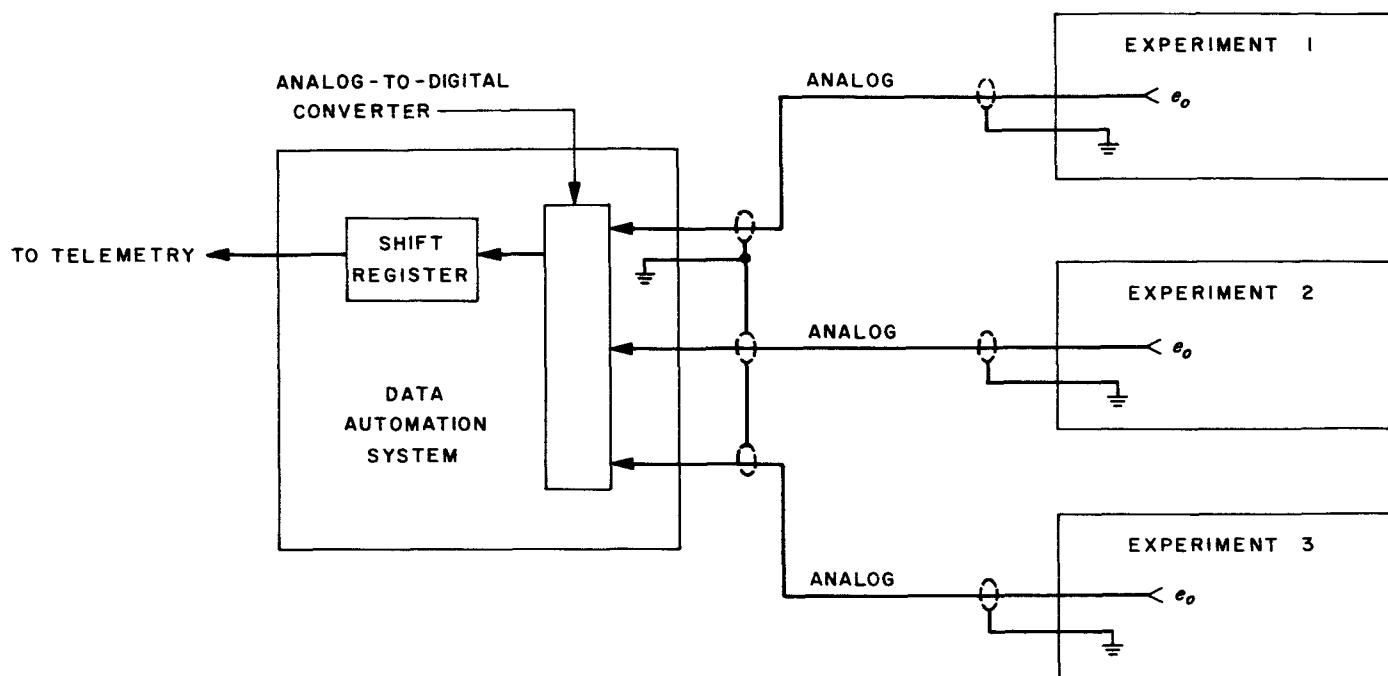 EXPERIMENT 1
ANALOG-TO-DIGITAL
CONVERTER
ANALOG
e₀
TO TELEMETRY
SHIFT
REGISTER
EXPERIMENT 2
ANALOG
e₀
DATA
AUTOMATION
SYSTEM
EXPERIMENT 3
ANALOG
e₀